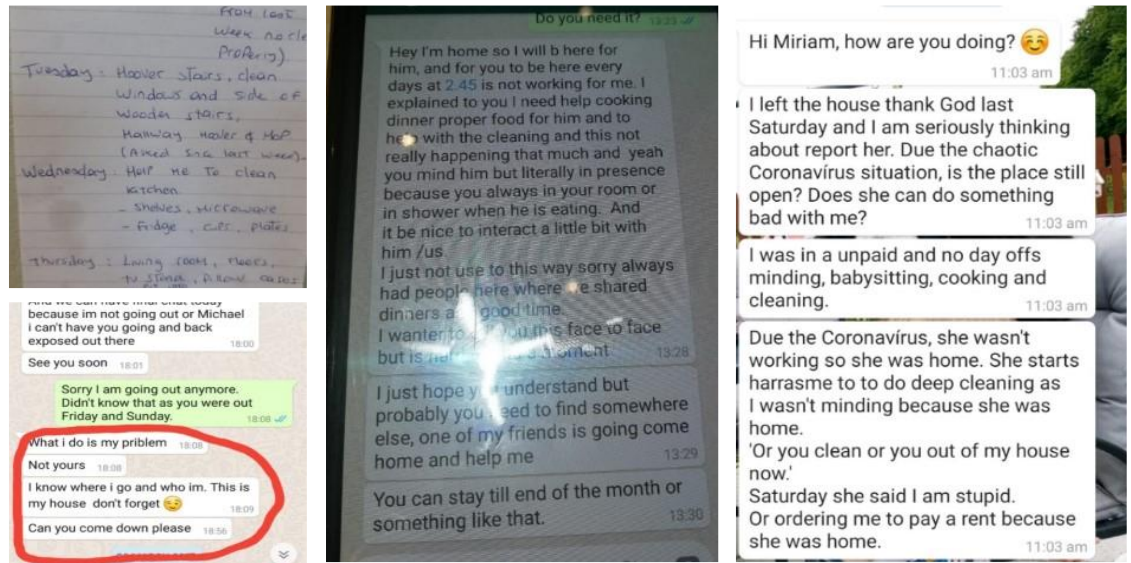 From last
week no cle
Properly).
Tuesday : Hoover stairs, clean
windows and side of
wooden stairs,
Hallway Hoover & Mop
(Asked since last week).
Wednesday : Help me to clean
kitchen
- Shelves, microwave
- Fridge, cups, plates
Thursday : Living room, floors,
tv stand,
And we can have final chat today
because im not going out or Michael
i can't have you going and back
exposed out there
18:00
See you soon 18:01
Sorry I am going out anymore.
Didn't know that as you were out
Friday and Sunday.
18:08
What i do is my priblem 18:08
Not yours 18:08
I know where i go and who im. This is
my house don't forget 😏
18:09
Can you come down please 18:56
Do you need it? 13:23
Hey I'm home so I will b here for
him, and for you to be here every
days at 2.45 is not working for me. I
explained to you I need help cooking
dinner proper food for him and to
help with the cleaning and this not
really happening that much and yeah
you mind him but literally in presence
because you always in your room or
in shower when he is eating. And
it be nice to interact a little bit with
him /us
I just not use to this way sorry always
had people here where we shared
dinners a good time.
I wanter to you this face to face
but is moment 13:28
I just hope you understand but
probably you need to find somewhere
else, one of my friends is going come
home and help me 13:29
You can stay till end of the month or
something like that. 13:30
Hi Miriam, how are you doing? ☺️
11:03 am
I left the house thank God last
Saturday and I am seriously thinking
about report her. Due the chaotic
Coronavírus situation, is the place still
open? Does she can do something
bad with me?
11:03 am
I was in a unpaid and no day offs
minding, babysitting, cooking and
cleaning.
11:03 am
Due the Coronavírus, she wasn't
working so she was home. She starts
harrasme to to do deep cleaning as
I wasn't minding because she was
home.
'Or you clean or you out of my house
now.'
Saturday she said I am stupid.
Or ordering me to pay a rent because
she was home.
11:03 am